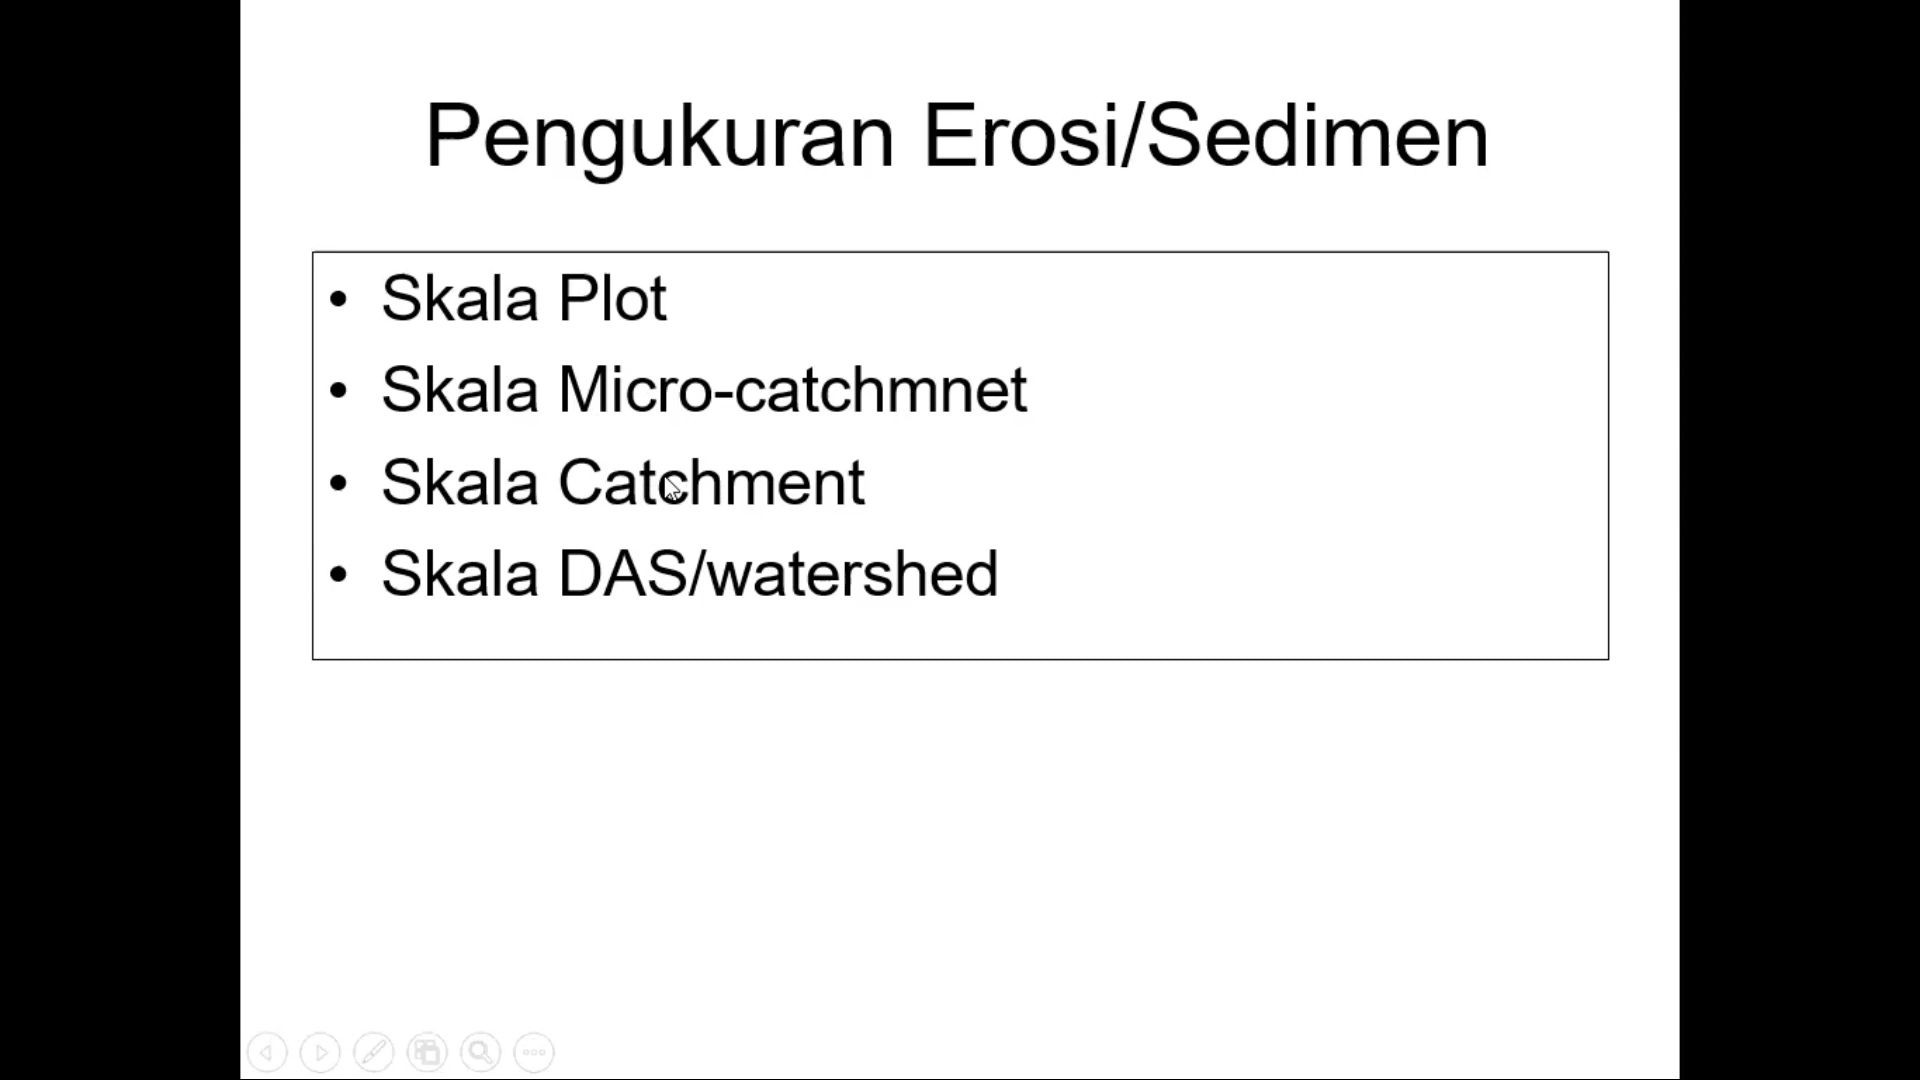 Pengukuran Erosi/Sedimen
• Skala Plot
• Skala Micro-catchmnet
• Skala Catchment
• Skala DAS/watershed